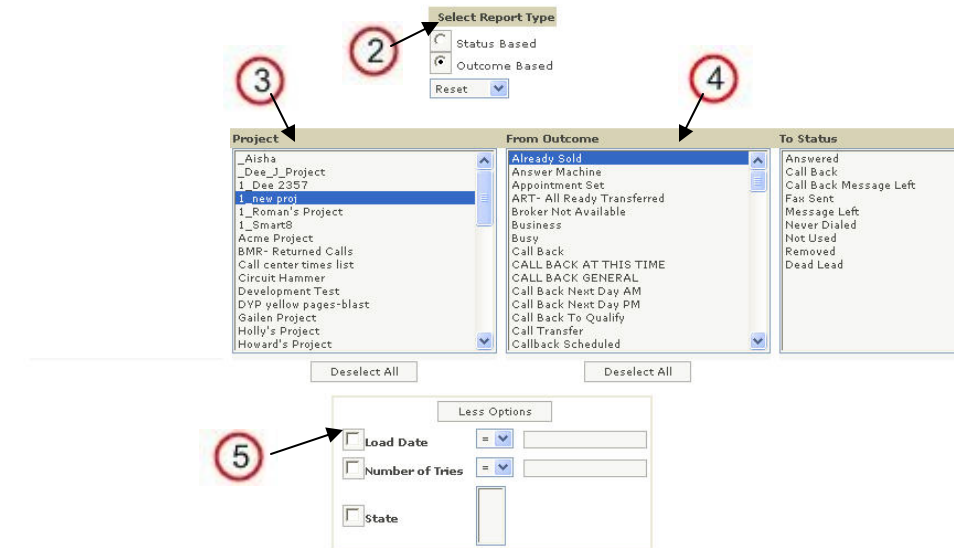 Select Report Type
2
Status Based
Outcome Based
Reset
3
4
Project
_Aisha
_Dee_J_Project
1_Dee 2357
1_new proj
1_Roman's Project
1_Smart8
Acme Project
BMR- Returned Calls
Call center times list
Circuit Hammer
Development Test
DYP yellow pages-blast
Gailen Project
Holly's Project
Howard's Project
Deselect All
From Outcome
Already Sold
Answer Machine
Appointment Set
ART- All Ready Transferred
Broker Not Available
Business
Busy
Call Back
CALL BACK AT THIS TIME
CALL BACK GENERAL
Call Back Next Day AM
Call Back Next Day PM
Call Back To Qualify
Call Transfer
Callback Scheduled
Deselect All
To Status
Answered
Call Back
Call Back Message Left
Fax Sent
Message Left
Never Dialed
Not Used
Removed
Dead Lead
Less Options
5
Load Date =
Number of Tries =
State